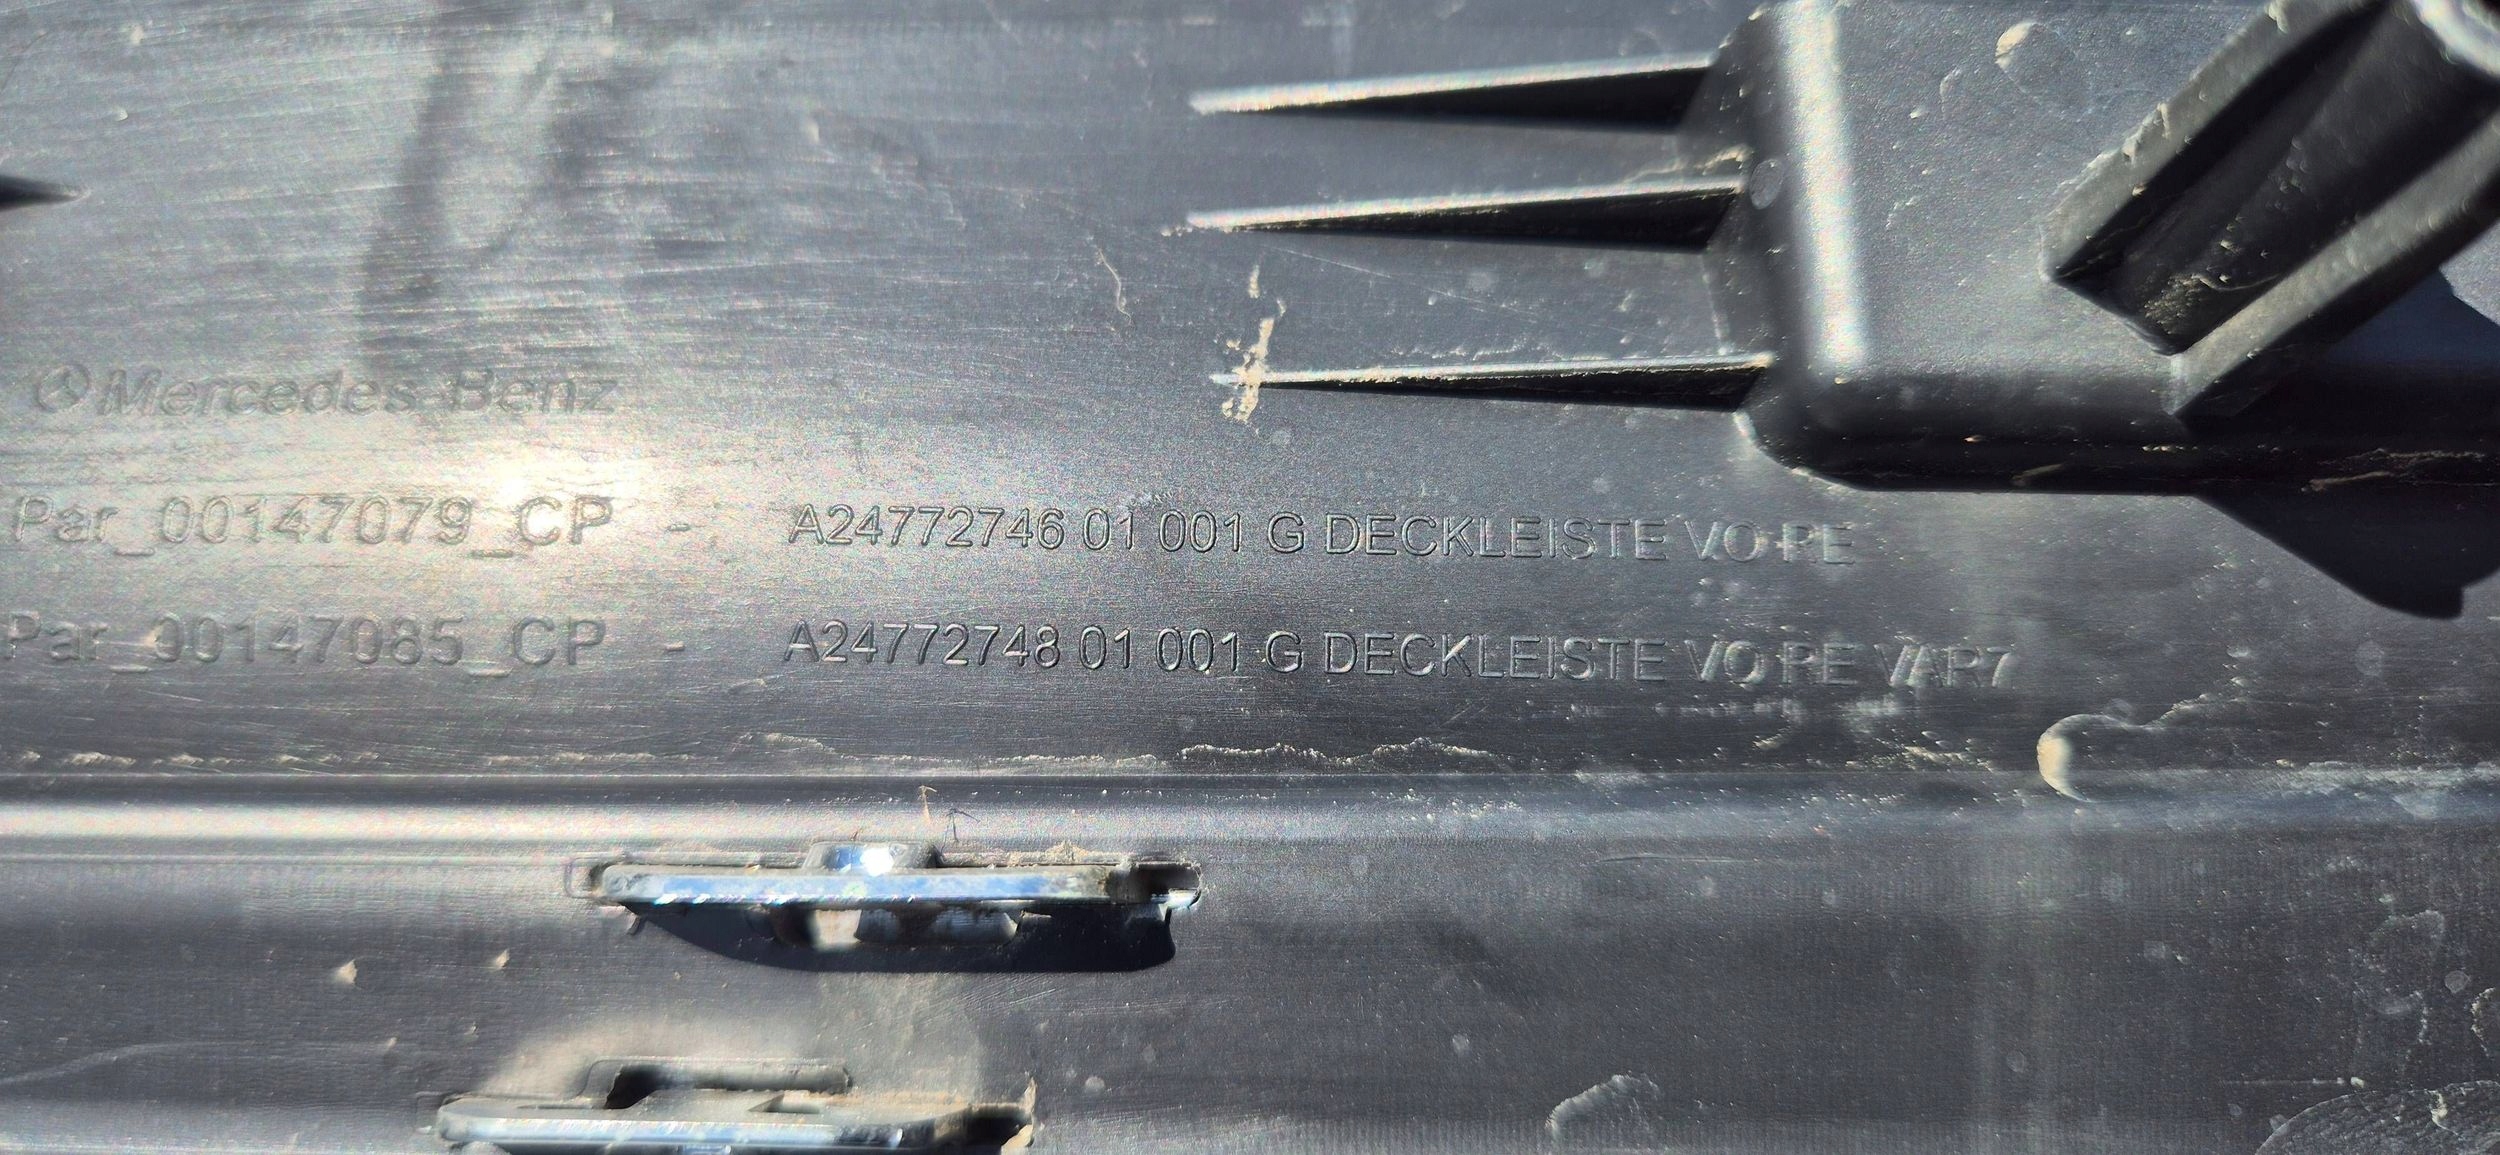 Mercedes-Benz
Par_00147079_CP - A24772746 01 001 G DECKLEISTE VO RE
Par_00147085_CP - A24772748 01 001 G DECKLEISTE VO RE VAR7